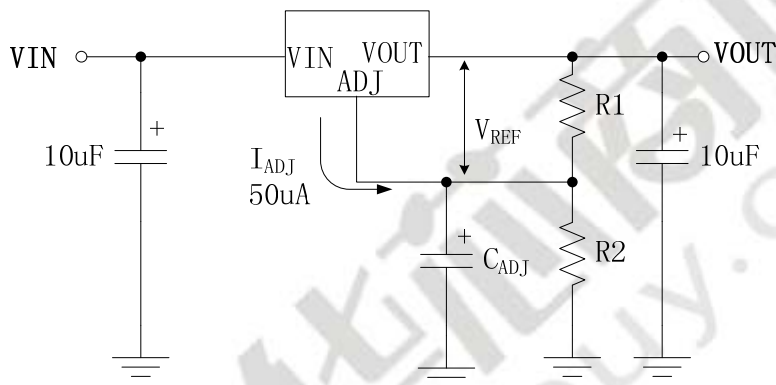 VIN
VIN
VOUT
ADJ
VOUT
10uF
+
I_ADJ
50uA
V_REF
R1
+
10uF
+
C_ADJ
R2